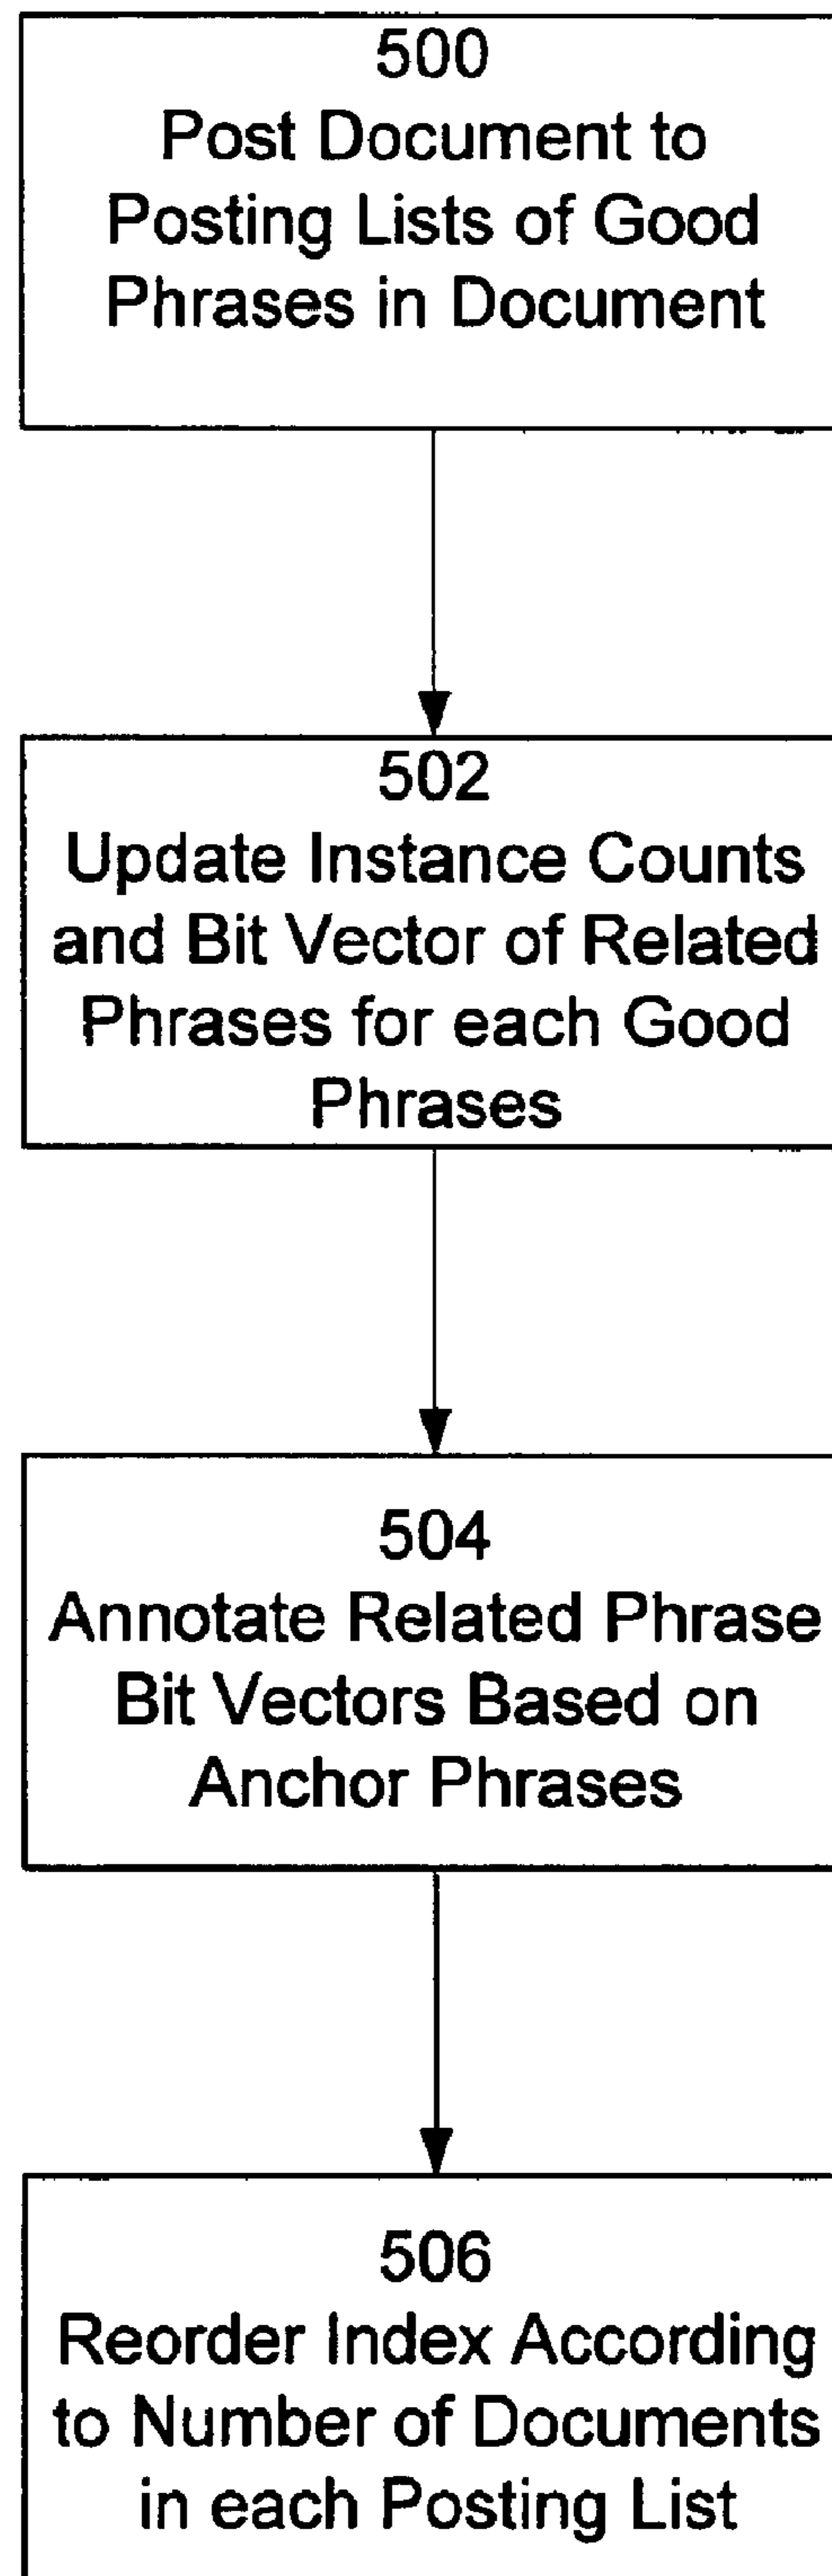 500
Post Document to
Posting Lists of Good
Phrases in Document
502
Update Instance Counts
and Bit Vector of Related
Phrases for each Good
Phrases
504
Annotate Related Phrase
Bit Vectors Based on
Anchor Phrases
506
Reorder Index According
to Number of Documents
in each Posting List